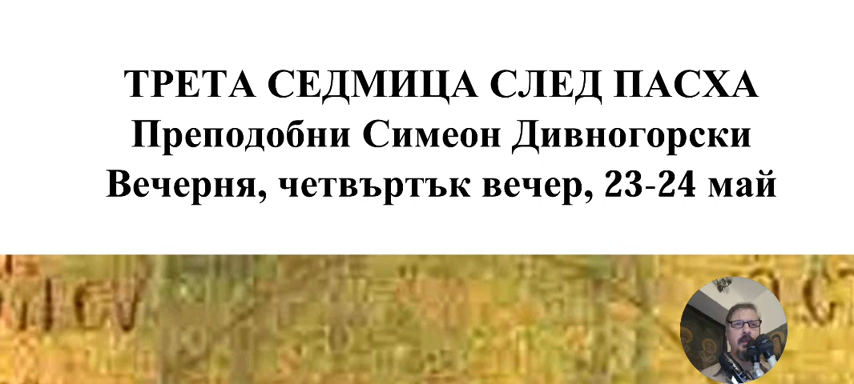 ТРЕТА СЕДМИЦА СЛЕД ПАСХА
Преподобни Симеон Дивногорски
Вечерня, четвъртък вечер, 23-24 май